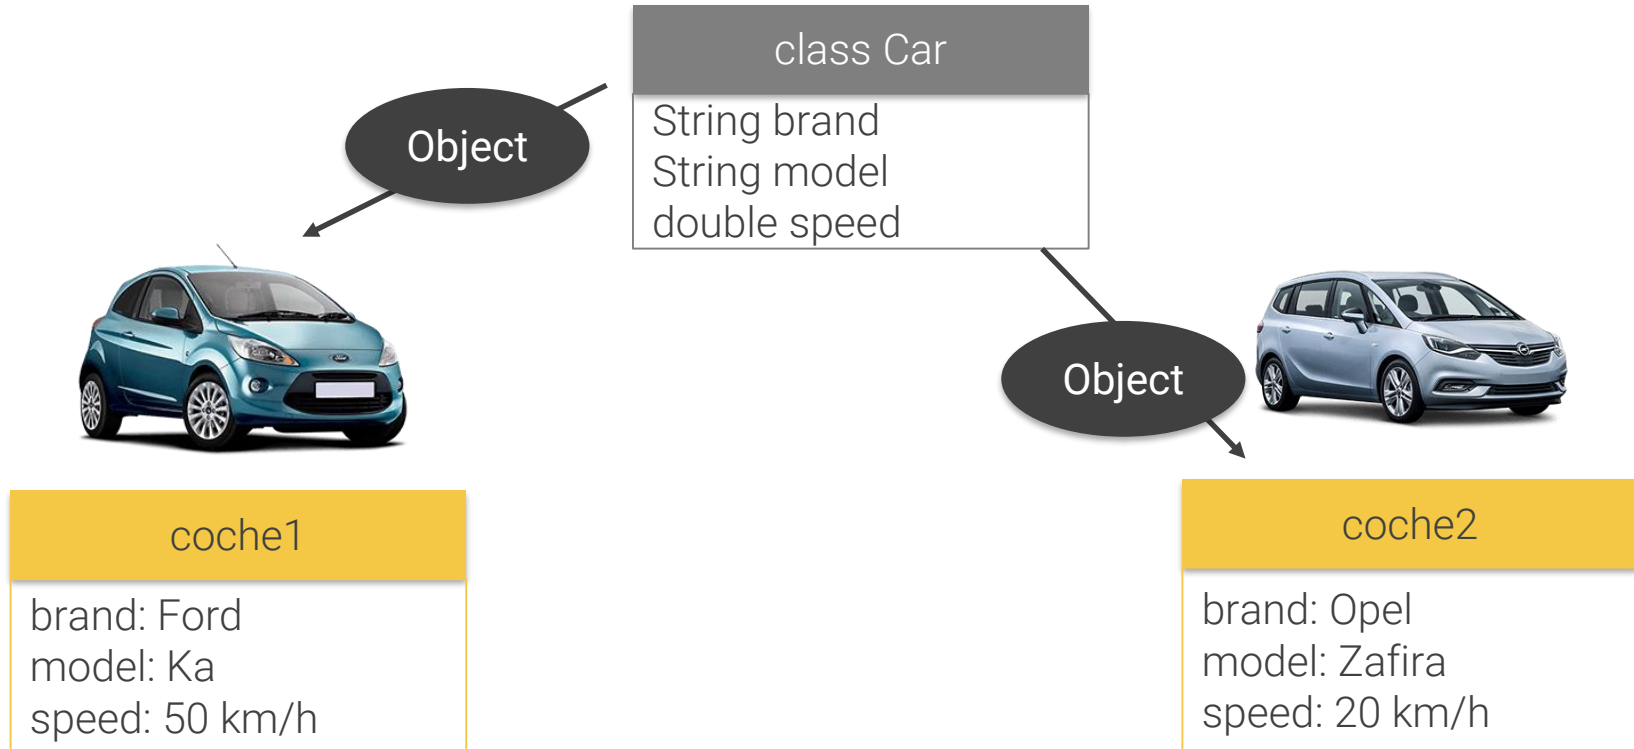 class Car
String brand
String model
double speed
Object
Object
coche1
brand: Ford
model: Ka
speed: 50 km/h
coche2
brand: Opel
model: Zafira
speed: 20 km/h